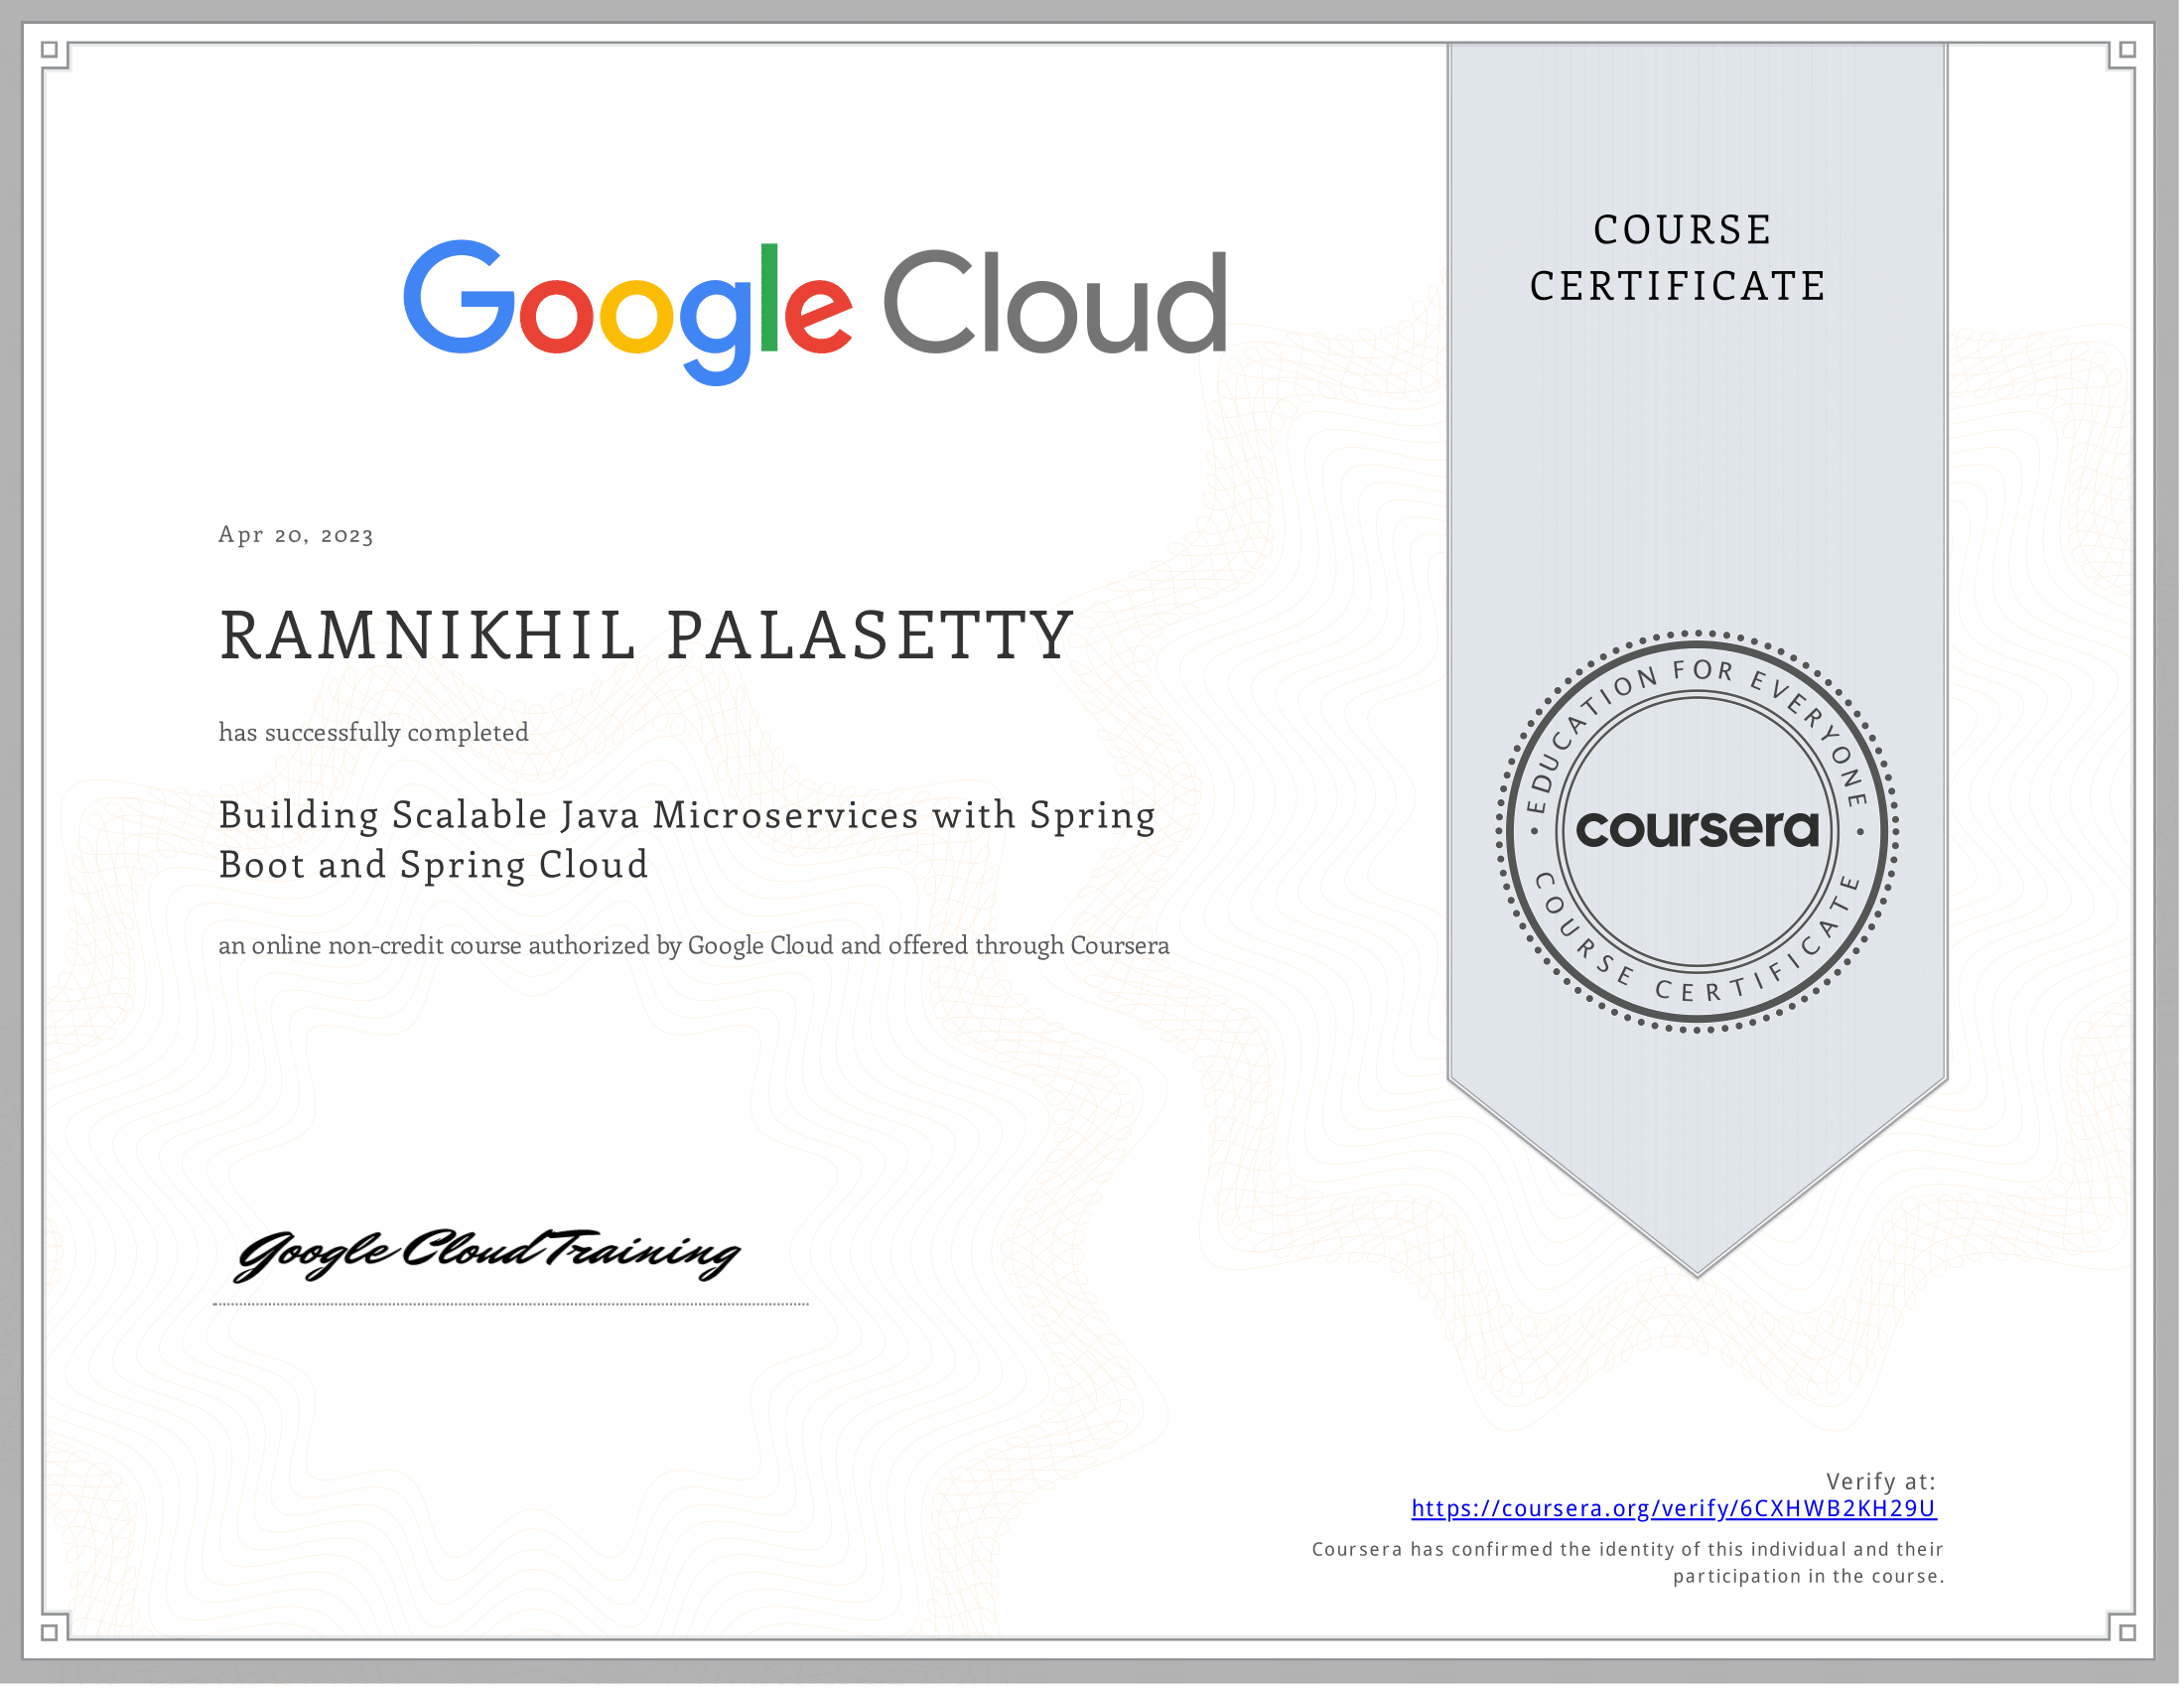 Google Cloud
COURSE
CERTIFICATE
Apr 20, 2023
RAMNIKHIL PALASETTY
has successfully completed
Building Scalable Java Microservices with Spring
Boot and Spring Cloud
an online non-credit course authorized by Google Cloud and offered through Coursera
EDUCATION FOR EVERYONE
coursera
COURSE CERTIFICATE
Google Cloud Training
Verify at:
https://coursera.org/verify/6CXHWB2KH29U
Coursera has confirmed the identity of this individual and their
participation in the course.